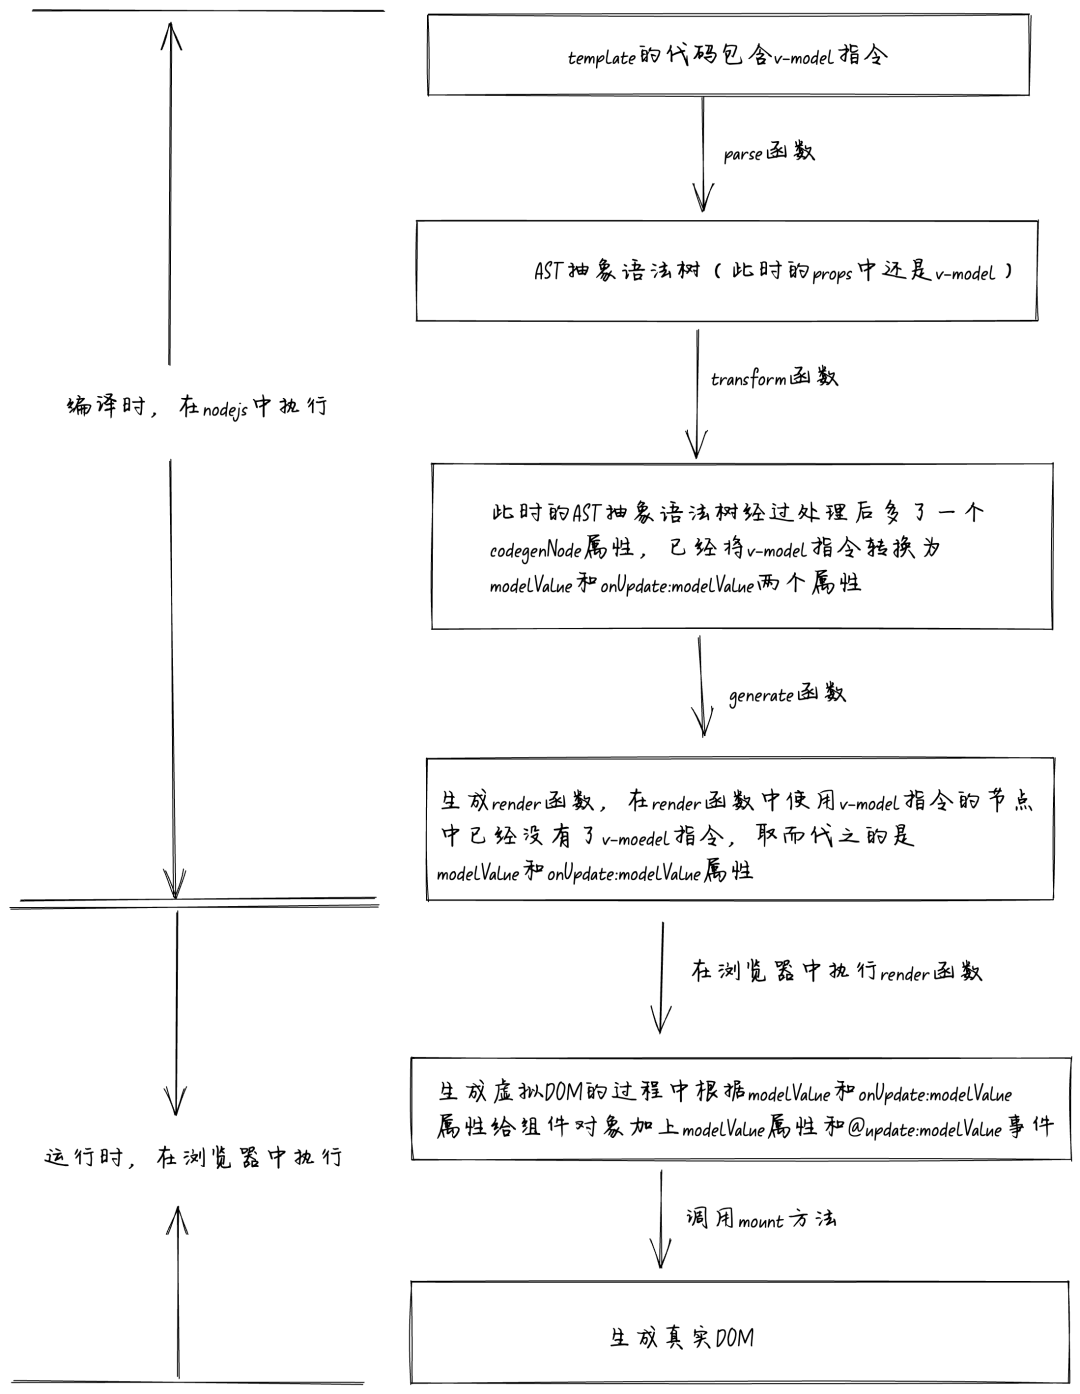 template的代码包含v-model指令
parse函数
AST抽象语法树（此时的props中还是v-model）
transform函数
编译时，在nodejs中执行
此时的AST抽象语法树经过处理后多了一个
codegenNode属性，已经将v-model指令转换为
modelValue和onUpdate:modelValue两个属性
generate函数
生成render函数，在render函数中使用v-model指令的节点
中已经没有了v-moedel指令，取而代之的是
modelValue和onUpdate:modelValue属性
在浏览器中执行render函数
生成虚拟DOM的过程中根据modelValue和onUpdate:modelValue
属性给组件对象加上modelValue属性和@update:modelValue事件
运行时，在浏览器中执行
调用mount方法
生成真实DOM